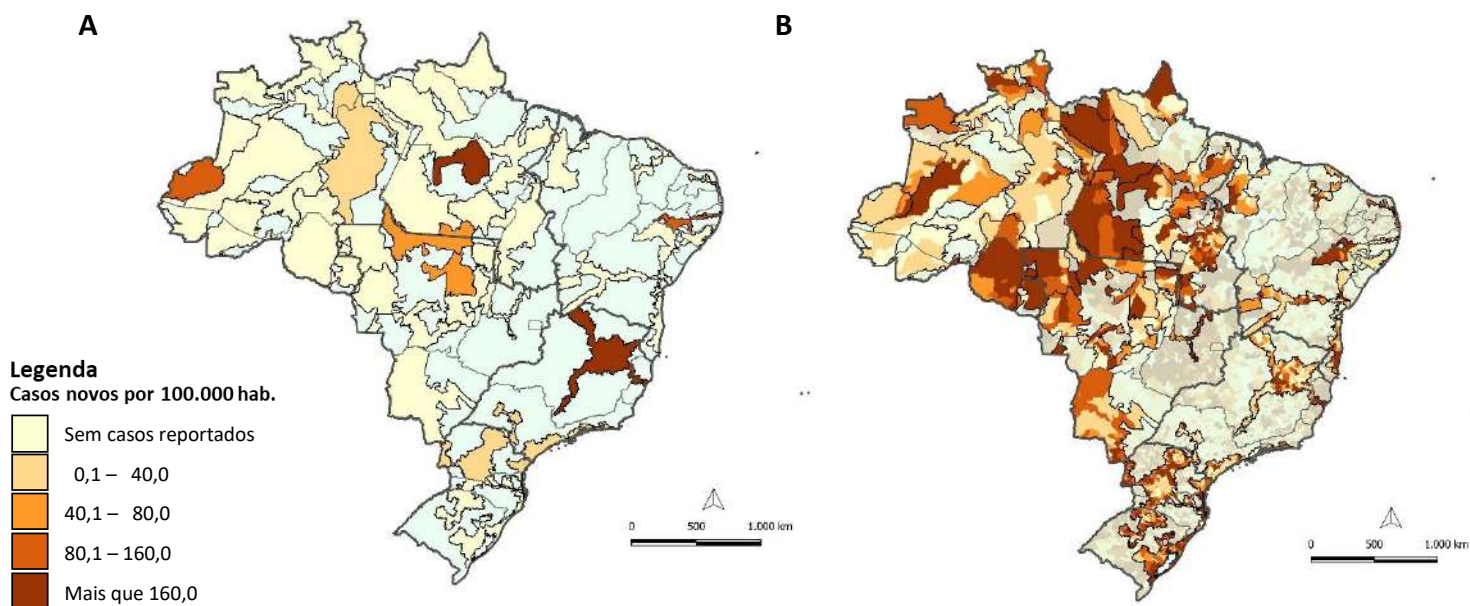 A
B
Legenda
Casos novos por 100.000 hab.
Sem casos reportados
0,1 – 40,0
40,1 – 80,0
80,1 – 160,0
Mais que 160,0
0 500 1.000 km
0 500 1.000 km